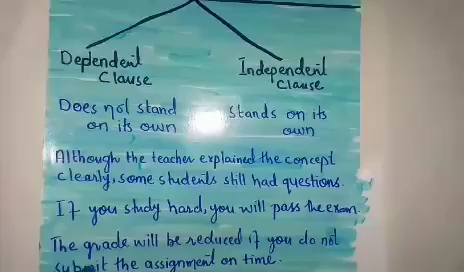 Dependent
Clause
Independent
Clause
Does not stand
on its own
Stands on its
own
Although the teacher explained the concept
clearly, some students still had questions.
If you study hard, you will pass the exam.
The grade will be reduced if you do not
submit the assignment on time.